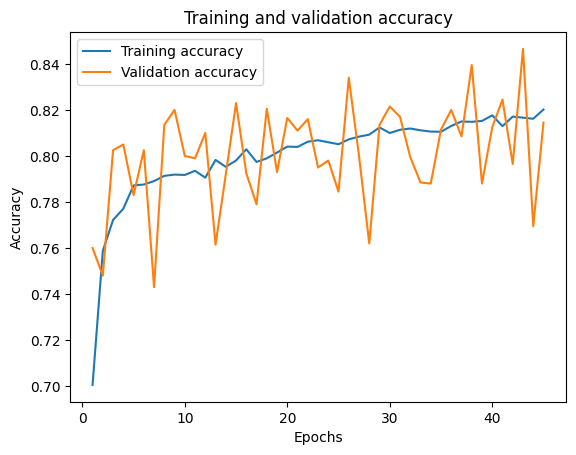 Training and validation accuracy
Training accuracy
Validation accuracy
0.84
0.82
0.80
0.78
0.76
0.74
0.72
0.70
Accuracy
0
10
20
30
40
Epochs